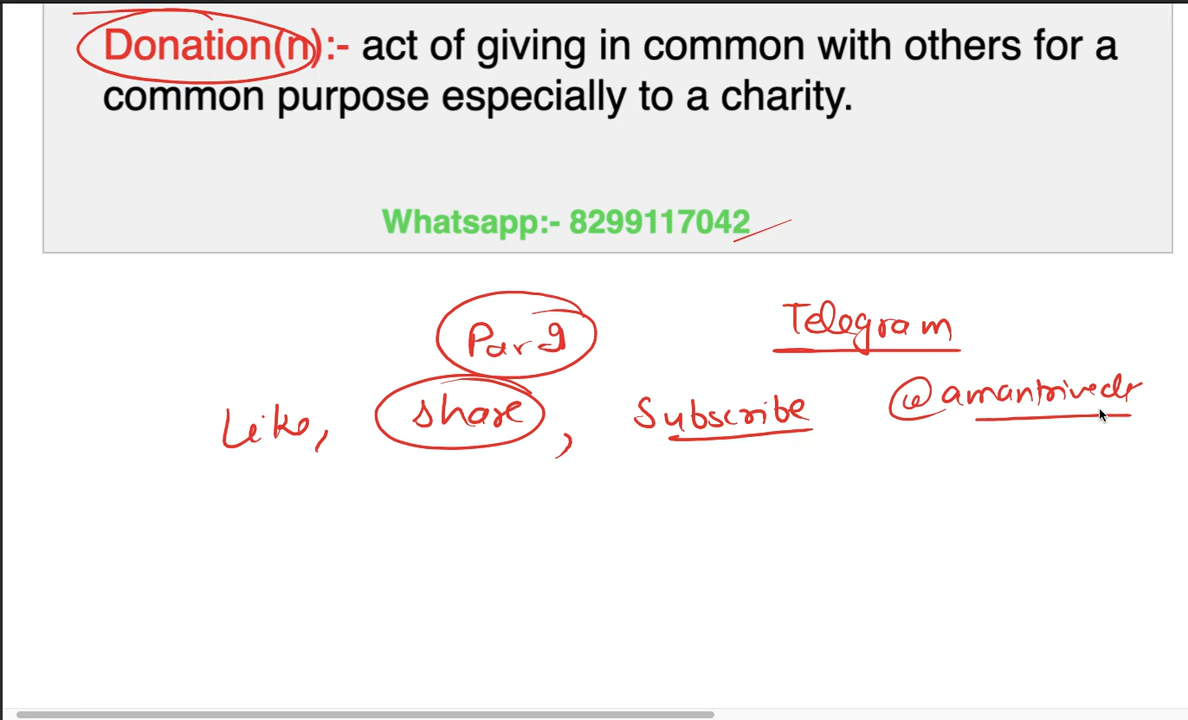 Donation(n):- act of giving in common with others for a
common purpose especially to a charity.
Whatsapp:- 8299117042
Telegram
Like, share, Subscribe